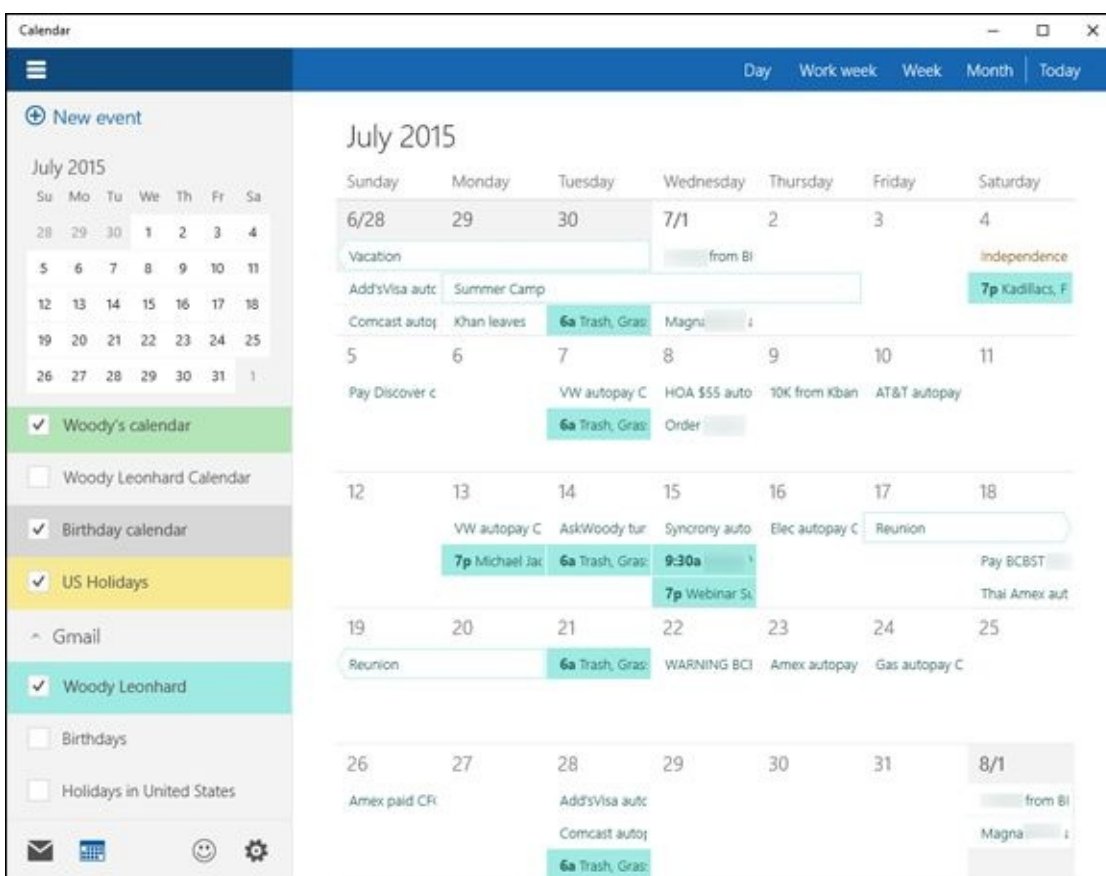 Calendar
Day Work week Week Month Today
New event
July 2015
Su Mo Tu We Th Fr Sa
28 29 30 1 2 3 4
5 6 7 8 9 10 11
12 13 14 15 16 17 18
19 20 21 22 23 24 25
26 27 28 29 30 31 1
Woody's calendar
Woody Leonhard Calendar
Birthday calendar
US Holidays
Gmail
Woody Leonhard
Birthdays
Holidays in United States
July 2015
Sunday Monday Tuesday Wednesday Thursday Friday Saturday
6/28 29 30 7/1 2 3 4
Vacation from Independence
Add'sVisa autc Summer Camp 7p Kadillacs, F
Comcast autop Khan leaves 6a Trash, Gras Magna
5 6 7 8 9 10 11
Pay Discover c VW autopay C HOA $55 auto 10K from Kban AT&T autopay
6a Trash, Gras Order
12 13 14 15 16 17 18
VW autopay C AskWoody tur Syncrony auto Elec autopay C Reunion
7p Michael Jac 6a Trash, Gras 9:30a Pay BCBST
7p Webinar Su Thai Amex aut
19 20 21 22 23 24 25
Reunion 6a Trash, Gras WARNING BCI Amex autopay Gas autopay C
26 27 28 29 30 31 8/1
Amex paid CF Add'sVisa autc from
Comcast autop Magna
6a Trash, Gras